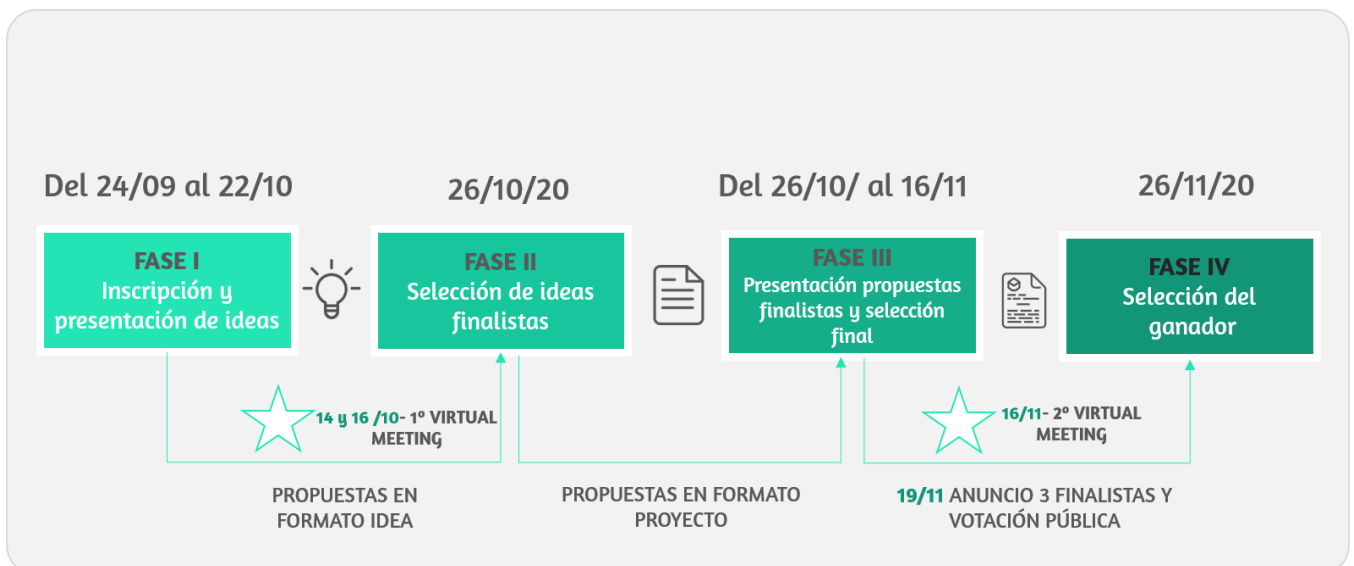 Del 24/09 al 22/10
26/10/20
Del 26/10/ al 16/11
26/11/20
FASE I
Inscripción y
presentación de ideas
FASE II
Selección de ideas
finalistas
FASE III
Presentación propuestas
finalistas y selección
final
FASE IV
Selección del
ganador
14 y 16 /10- 1º VIRTUAL
MEETING
16/11- 2º VIRTUAL
MEETING
PROPUESTAS EN
FORMATO IDEA
PROPUESTAS EN FORMATO
PROYECTO
19/11 ANUNCIO 3 FINALISTAS Y
VOTACIÓN PÚBLICA